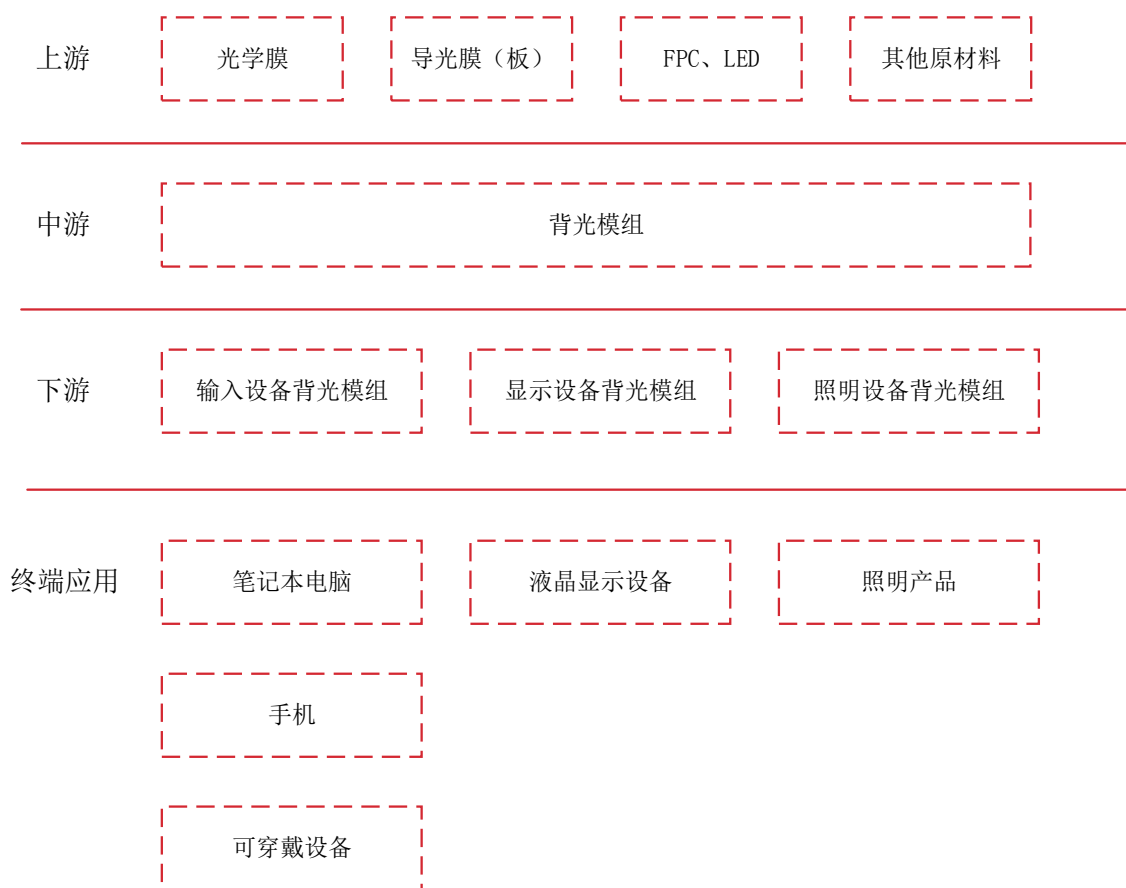 上游 光学膜 导光膜（板） FPC、LED 其他原材料
中游 背光模组
下游 输入设备背光模组 显示设备背光模组 照明设备背光模组
终端应用 笔记本电脑 液晶显示设备 照明产品
手机
可穿戴设备